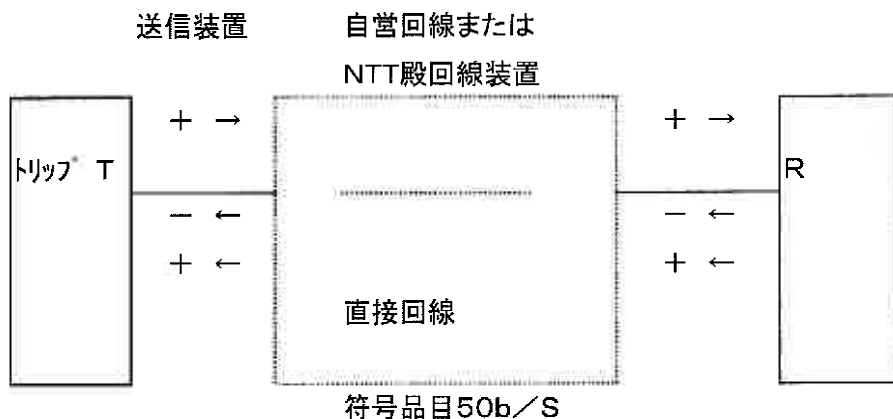 送信装置 自営回線または
NTT殿回線装置
+ → + →
トリップ T R
- ← - ←
+ ← + ←
直接回線
符号品目50b/S